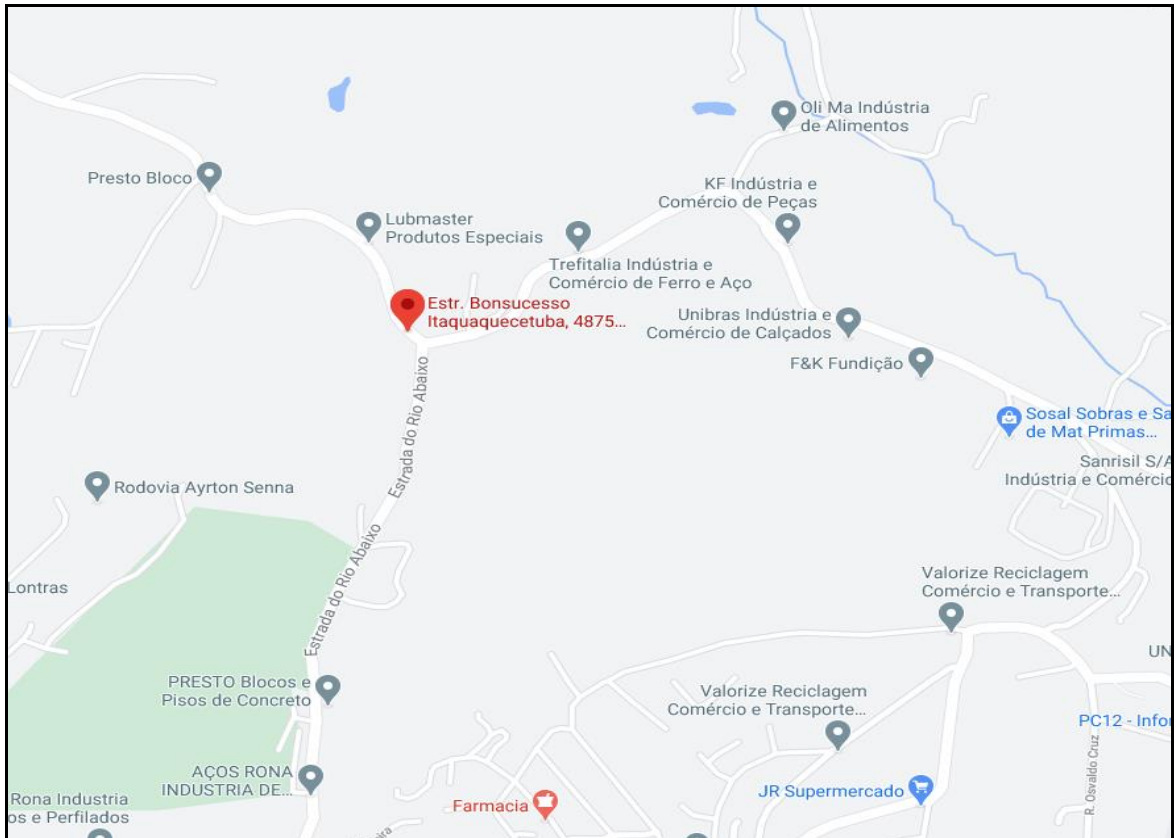 Oli Ma Indústria
de Alimentos
Presto Bloco
KF Indústria e
Comércio de Peças
Lubmaster
Produtos Especiais
Trefitalia Indústria e
Comércio de Ferro e Aço
Estr. Bonsucesso
Itaquaquecetuba, 4875...
Unibras Indústria e
Comércio de Calçados
F&K Fundição
Estrada do Rio Abaixo
Sosal Sobras e Sa
de Mat Primas...
Sanrisil S/A
Indústria e Comércio
Rodovia Ayrton Senna
Estrada do Rio Abaixo
Lontras
Valorize Reciclagem
Comércio e Transporte...
UN
PRESTO Blocos e
Pisos de Concreto
Valorize Reciclagem
Comércio e Transporte...
PC12 - Infor
R. Osvaldo Cruz
AÇOS RONA
INDUSTRIA DE...
JR Supermercado
Rona Industria
os e Perfilados
Farmacia